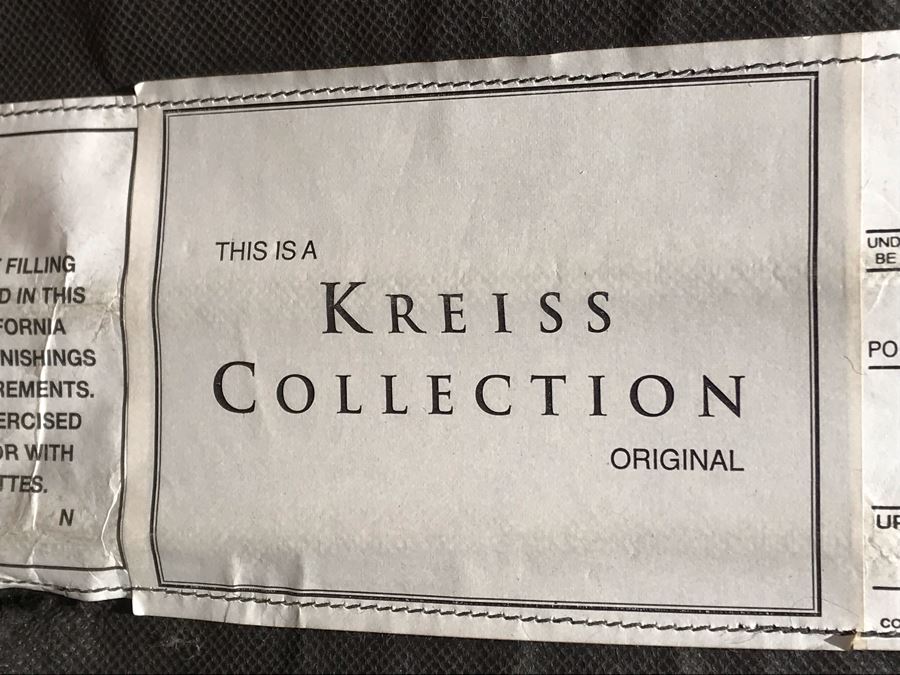 FILLING
D IN THIS
FORNIA
NISHINGS
REMENTS.
ERCISED
OR WITH
TTES.
N
THIS IS A
KREISS
COLLECTION
ORIGINAL
UND
BE
PO
UP
CO